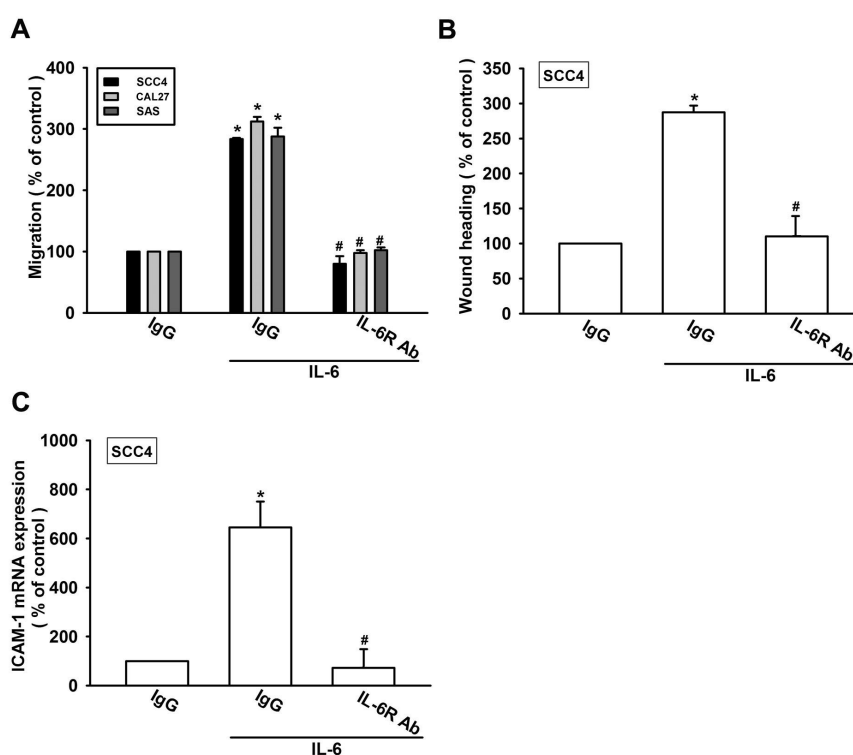 A
Migration ( % of control )
400
300
200
100
0
SCC4
CAL27
SAS
* * *
# # #
IgG
IgG
IL-6R Ab
IL-6
B
Wound heading ( % of control )
350
300
250
200
150
100
50
0
SCC4
*
#
IgG
IgG
IL-6R Ab
IL-6
C
ICAM-1 mRNA expression
( % of control )
1000
800
600
400
200
0
SCC4
*
#
IgG
IgG
IL-6R Ab
IL-6